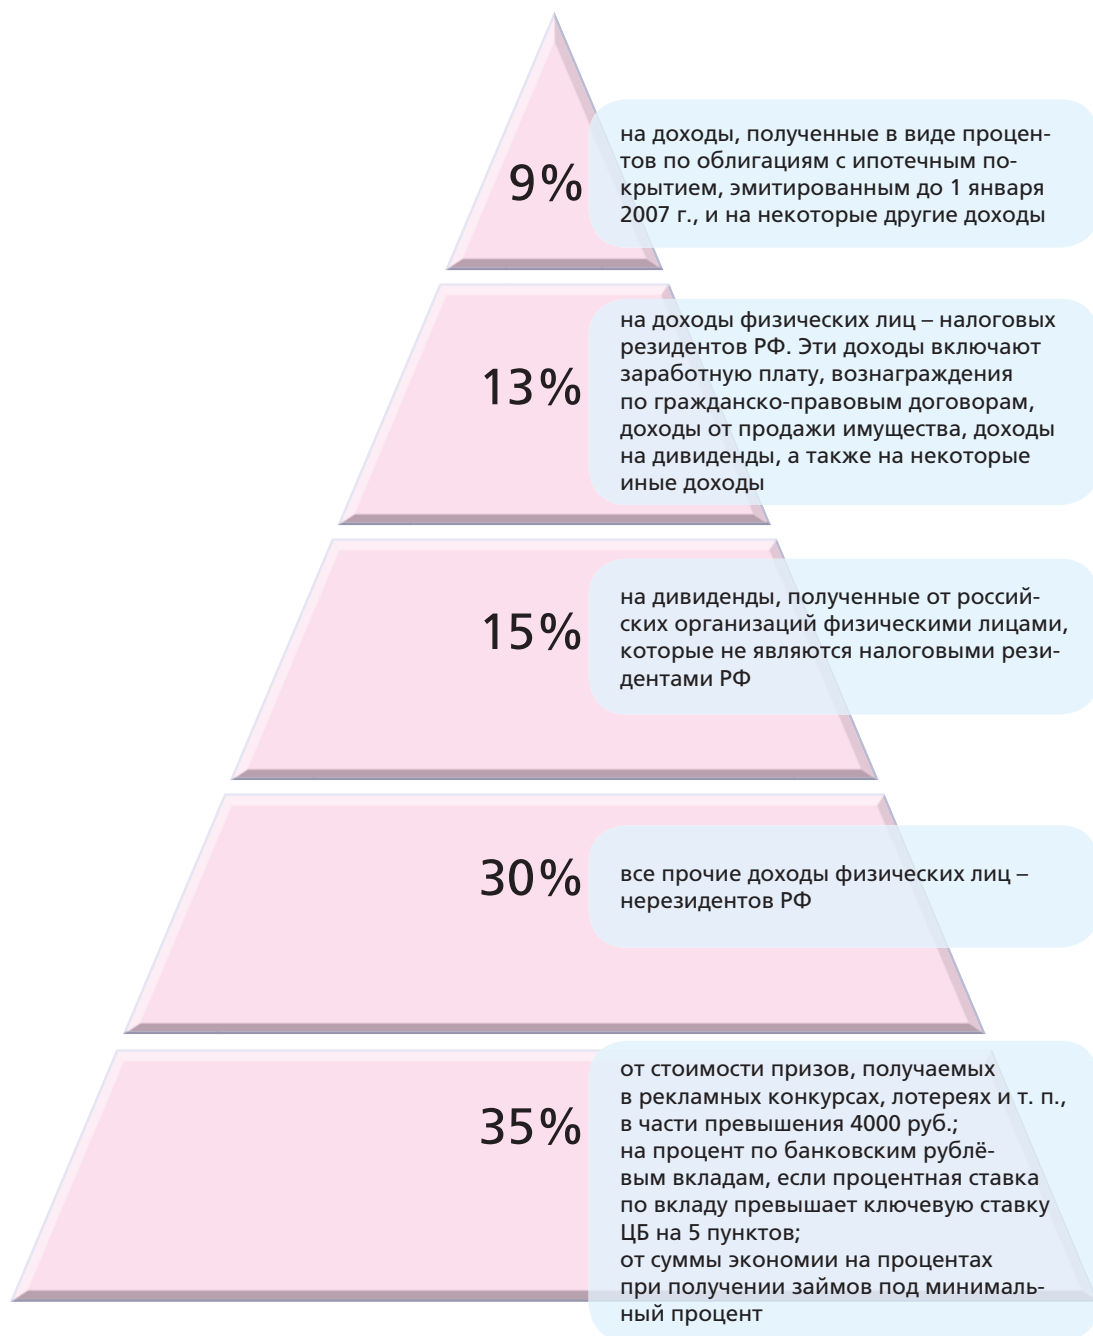 9%
на доходы, полученные в виде процен-
тов по облигациям с ипотечным по-
крытием, эмитированным до 1 января
2007 г., и на некоторые другие доходы
13%
на доходы физических лиц – налоговых
резидентов РФ. Эти доходы включают
заработную плату, вознаграждения
по гражданско-правовым договорам,
доходы от продажи имущества, доходы
на дивиденды, а также на некоторые
иные доходы
15%
на дивиденды, полученные от россий-
ских организаций физическими лицами,
которые не являются налоговыми рези-
дентами РФ
30%
все прочие доходы физических лиц –
нерезидентов РФ
35%
от стоимости призов, получаемых
в рекламных конкурсах, лотереях и т. п.,
в части превышения 4000 руб.;
на процент по банковским рублё-
вым вкладам, если процентная ставка
по вкладу превышает ключевую ставку
ЦБ на 5 пунктов;
от суммы экономии на процентах
при получении займов под минималь-
ный процент